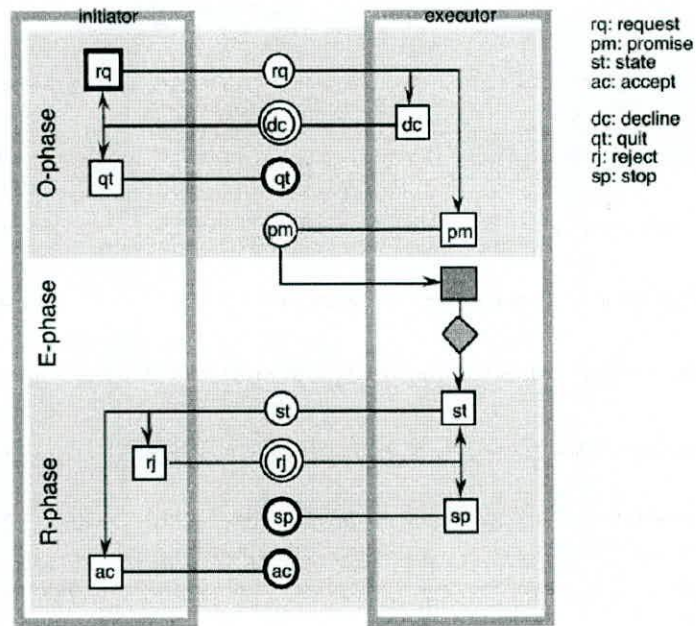 initiator
executor
rq: request
pm: promise
st: state
ac: accept
dc: decline
qt: quit
rj: reject
sp: stop
O-phase
rq
rq
dc
dc
qt
qt
pm
pm
E-phase
R-phase
st
st
rj
rj
sp
sp
ac
ac